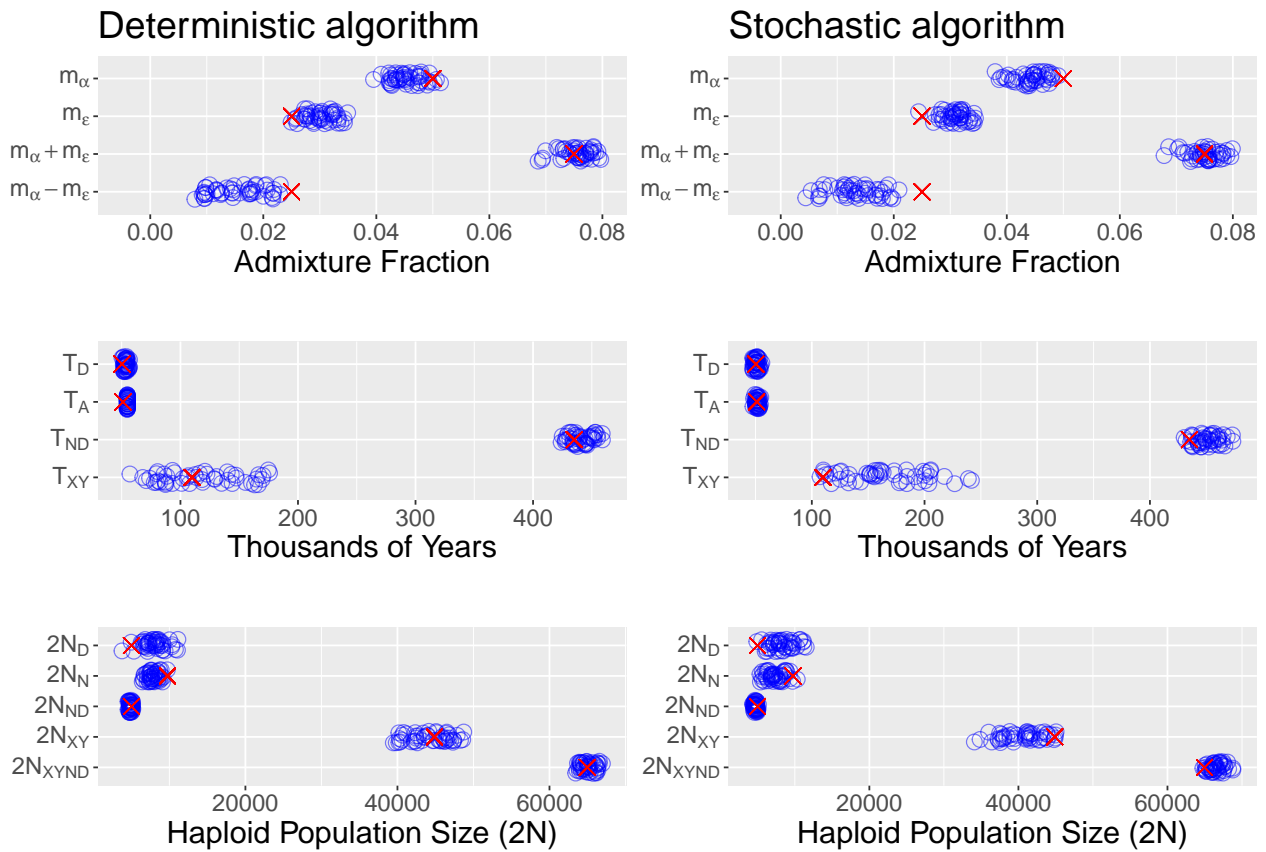 Deterministic algorithm
mα
mε
mα + mε
mα − mε
0.00 0.02 0.04 0.06 0.08
Admixture Fraction
Stochastic algorithm
mα
mε
mα + mε
mα − mε
0.00 0.02 0.04 0.06 0.08
Admixture Fraction
TD
TA
TND
TXY
100 200 300 400
Thousands of Years
TD
TA
TND
TXY
100 200 300 400
Thousands of Years
2ND
2NN
2NND
2NXY
2NXYND
20000 40000 60000
Haploid Population Size (2N)
2ND
2NN
2NND
2NXY
2NXYND
20000 40000 60000
Haploid Population Size (2N)